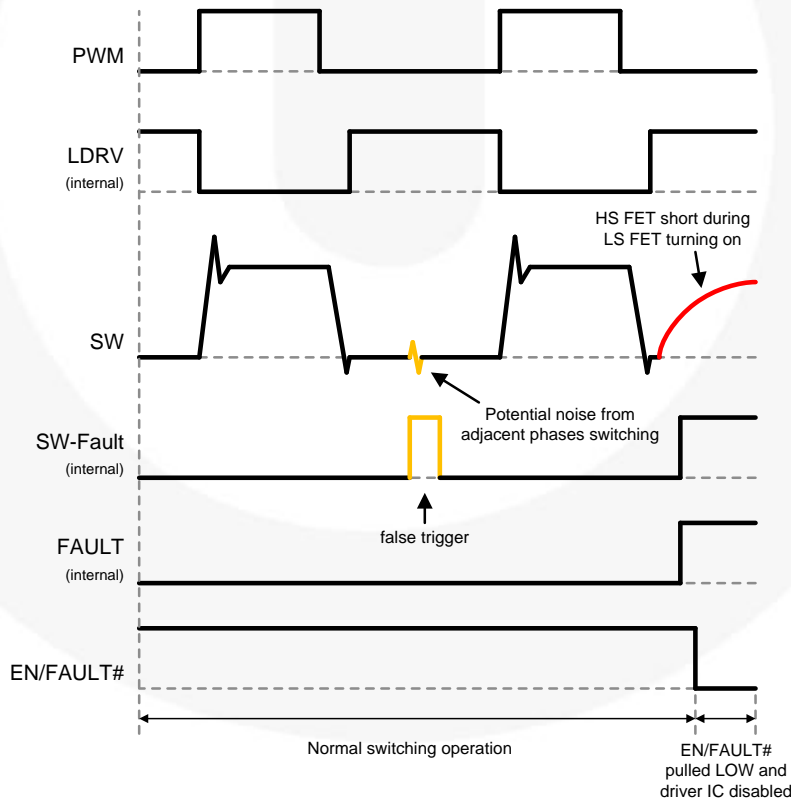 PWM
LDRV
(internal)
HS FET short during
LS FET turning on
SW
Potential noise from
adjacent phases switching
SW-Fault
(internal)
false trigger
FAULT
(internal)
EN/FAULT#
Normal switching operation
EN/FAULT#
pulled LOW and
driver IC disabled